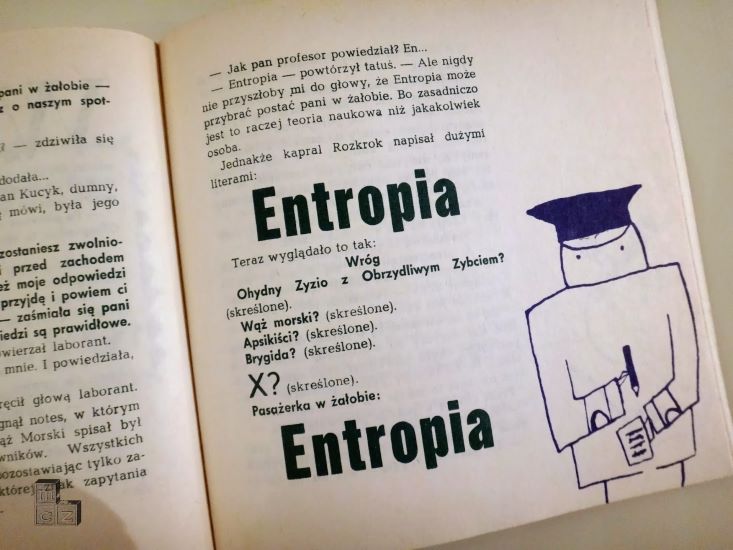 pani w żałobie —
z o naszym spot-
— zdziwiła się
dodała...
an Kucyk, dumny,
mówi, była jego
zostaniesz zwolnio-
przed zachodem
eż moje odpowiedzi
przyjdę i powiem ci
— zaśmiała się pani
iedzi są prawidłowe.
owierzał laborant.
mnie. I powiedziała,
ręcił głową laborant.
gnął notes, w którym
ąż Morski spisał był
wników. Wszystkich
pozostawiając tylko za-
której znak zapytania
— Jak pan profesor powiedział? En...
— Entropia — powtórzył tatuś. — Ale nigdy
nie przyszłoby mi do głowy, że Entropia może
przybrać postać pani w żałobie. Bo zasadniczo
jest to raczej teoria naukowa niż jakakolwiek
osoba.
Jednakże kapral Rozkrok napisał dużymi
literami:
Entropia
Teraz wyglądało to tak:
Wróg
Ohydny Zyzio z Obrzydliwym Zybciem?
(skreślone).
Wąż morski? (skreślone).
Apsikiści? (skreślone).
Brygida? (skreślone).
X? (skreślone).
Pasażerka w żałobie:
Entropia